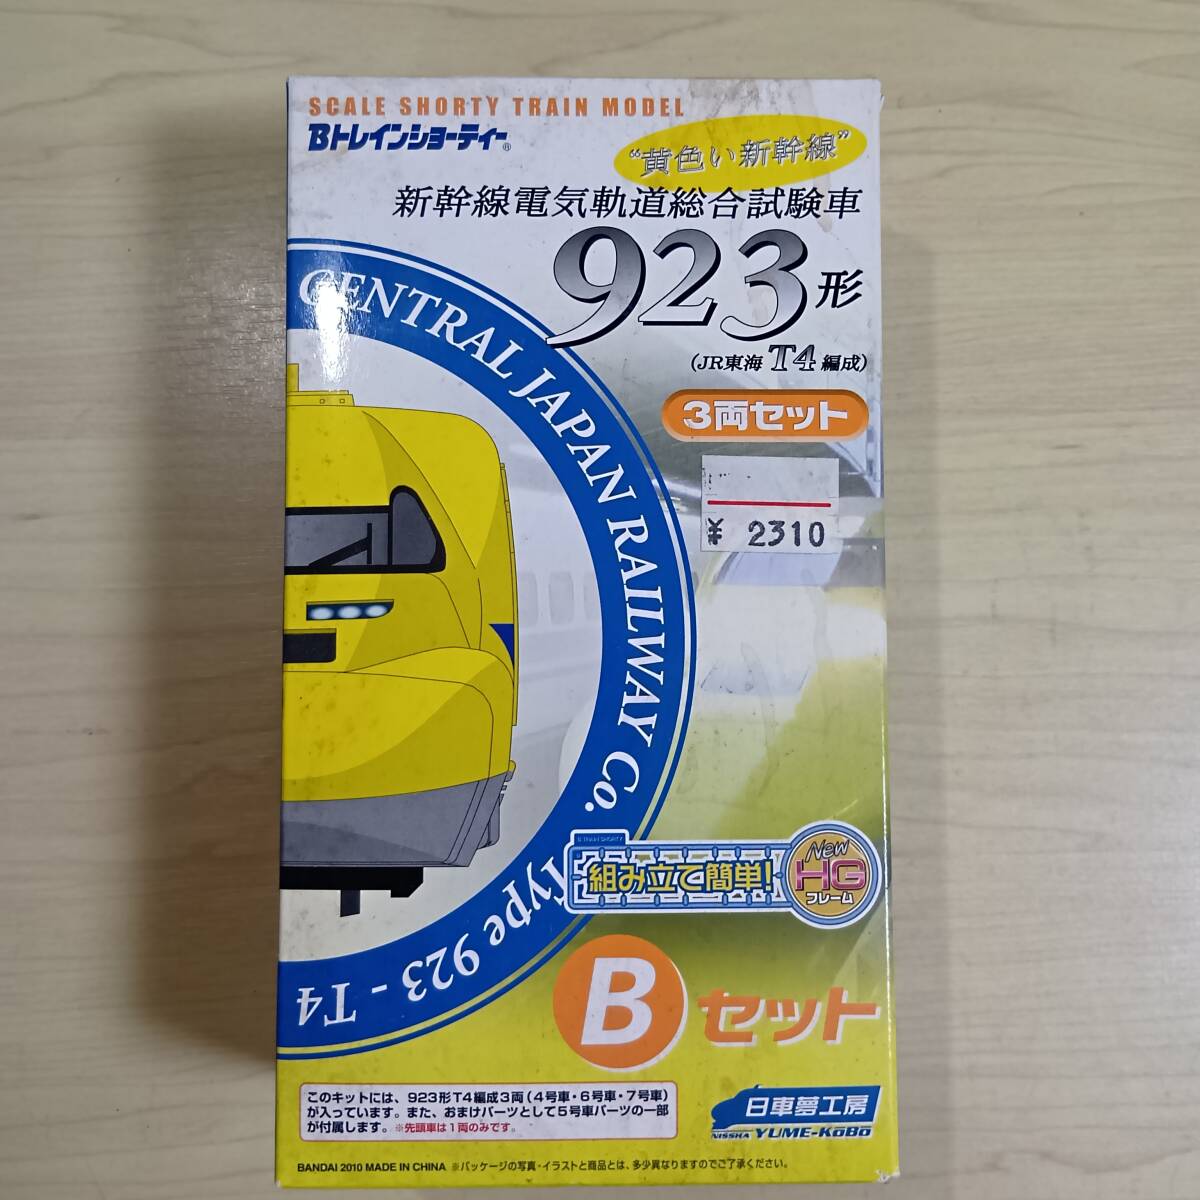 SCALE SHORTY TRAIN MODEL
Bトレインショーティー®
"黄色い新幹線"
新幹線電気軌道総合試験車
923形
(JR東海 T4編成)
3両セット
¥ 2310
CENTRAL JAPAN RAILWAY Co.
Type 923 - T4
組み立て簡単!
New
HG
フレーム
Bセット
このキットには、923形T4編成3両(4号車・6号車・7号車)
が入っています。また、おまけパーツとして5号車パーツの一部
が付属します。※先頭車は1両のみです。
日車夢工房
NISSHA YUME-KoBo
BANDAI 2010 MADE IN CHINA ※パッケージの写真・イラストと商品とは、多少異なりますのでご了承ください。